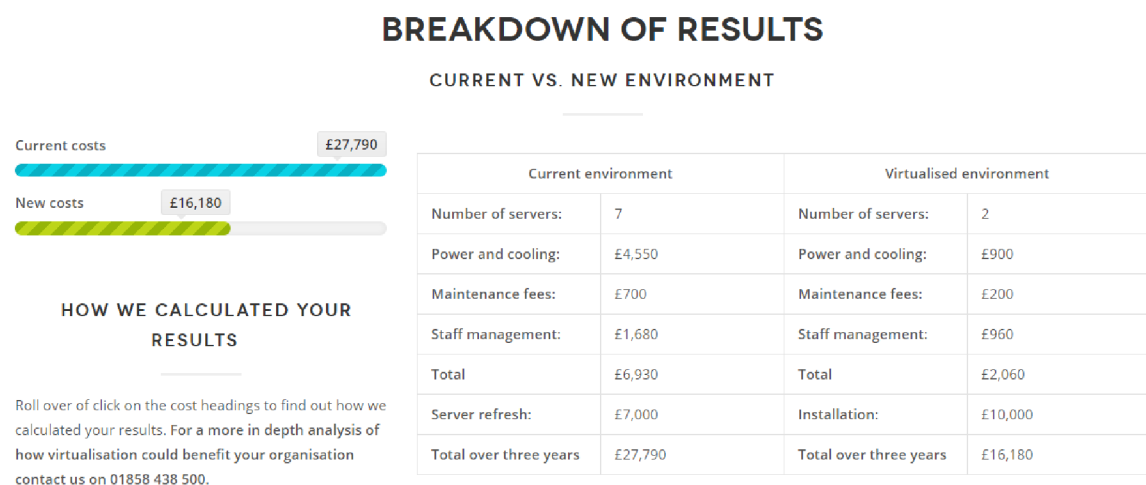 BREAKDOWN OF RESULTS
CURRENT VS. NEW ENVIRONMENT
Current costs £27,790
New costs £16,180
HOW WE CALCULATED YOUR
RESULTS
Roll over of click on the cost headings to find out how we
calculated your results. For a more in depth analysis of
how virtualisation could benefit your organisation
contact us on 01858 438 500.
Current environment Virtualised environment
Number of servers: 7 Number of servers: 2
Power and cooling: £4,550 Power and cooling: £900
Maintenance fees: £700 Maintenance fees: £200
Staff management: £1,680 Staff management: £960
Total £6,930 Total £2,060
Server refresh: £7,000 Installation: £10,000
Total over three years £27,790 Total over three years £16,180